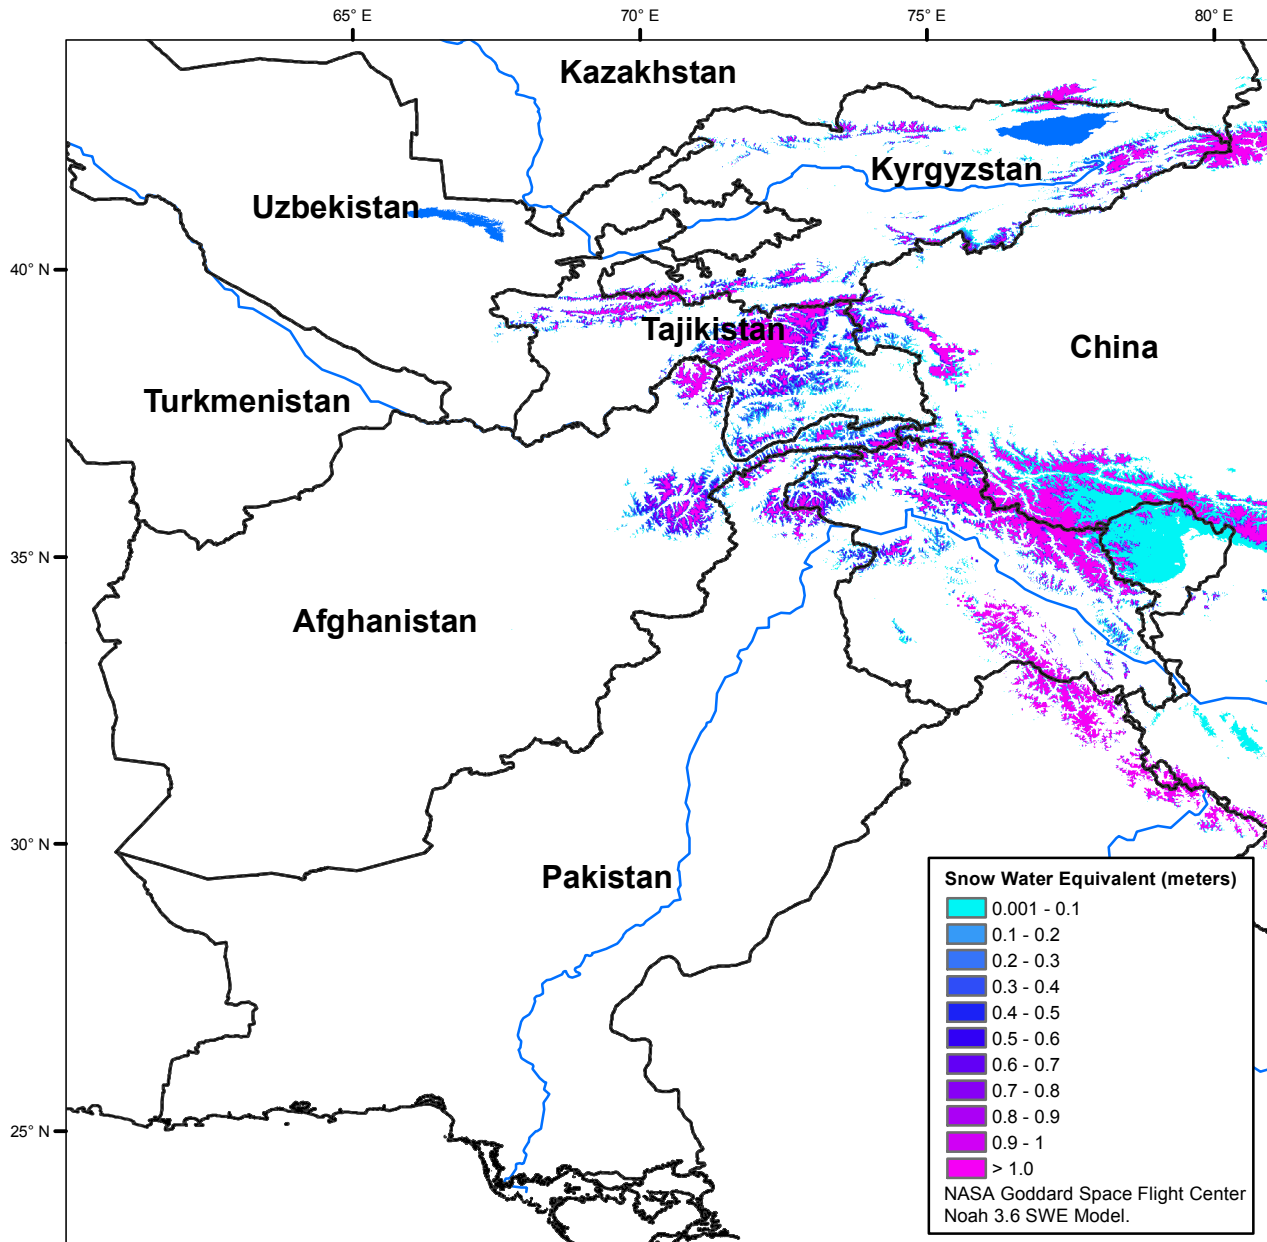 65° E
70° E
75° E
80° E
Kazakhstan
Kyrgyzstan
Uzbekistan
40° N
Tajikistan
China
Turkmenistan
35° N
Afghanistan
30° N
Pakistan
25° N
Snow Water Equivalent (meters)
0.001 - 0.1
0.1 - 0.2
0.2 - 0.3
0.3 - 0.4
0.4 - 0.5
0.5 - 0.6
0.6 - 0.7
0.7 - 0.8
0.8 - 0.9
0.9 - 1
> 1.0
NASA Goddard Space Flight Center
Noah 3.6 SWE Model.